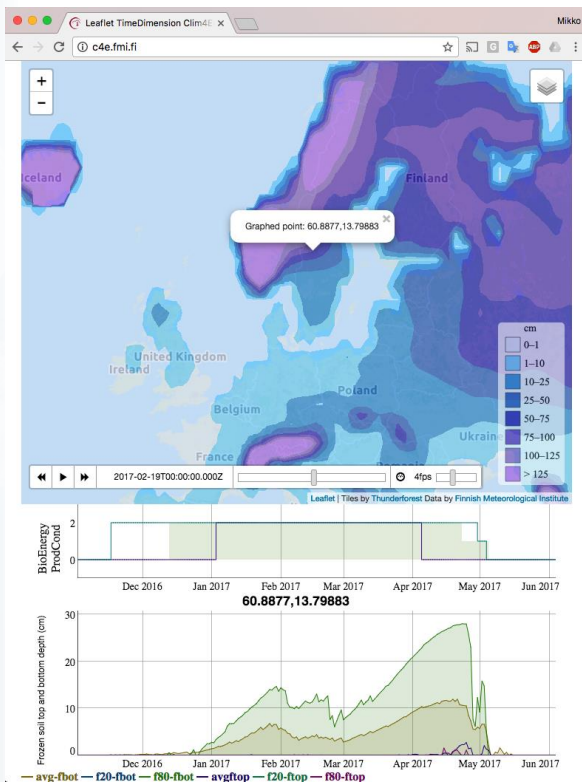 Leaflet TimeDimension Clim4E
Mikko
c4e.fmi.fi
+
−
Iceland
Finland
Graphed point: 60.8877,13.79883
United Kingdom
Ireland
Poland
Belgium
Ukraine
France
Romania
cm
0–1
1–10
10–25
25–50
50–75
75–100
100–125
> 125
2017-02-19T00:00:00.000Z
4fps
Leaflet | Tiles by Thunderforest Data by Finnish Meteorological Institute
BioEnergy
ProdCond
2
0
Dec 2016 Jan 2017 Feb 2017 Mar 2017 Apr 2017 May 2017 Jun 2017
60.8877,13.79883
Frozen soil top and bottom depth (cm)
30
20
10
0
Dec 2016 Jan 2017 Feb 2017 Mar 2017 Apr 2017 May 2017 Jun 2017
avg-fbot f20-fbot f80-fbot avgftop f20-ftop f80-ftop